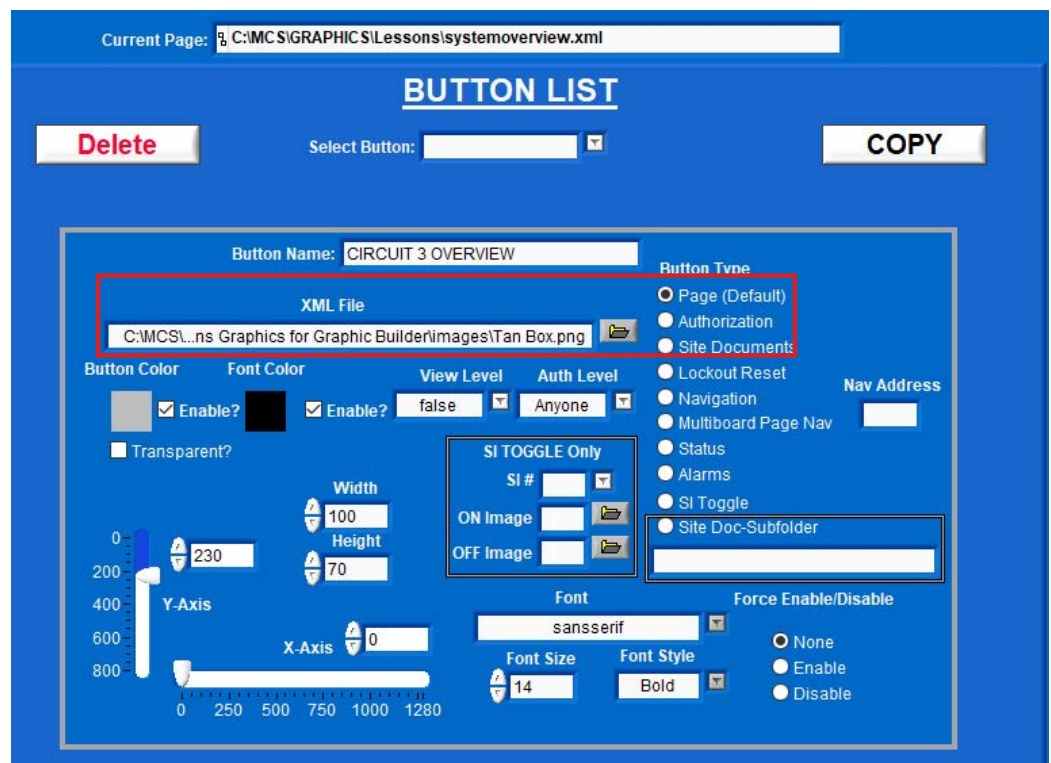 Current Page: C:\MCS\GRAPHICS\Lessons\systemoverview.xml
BUTTON LIST
Delete
Select Button:
COPY
Button Name: CIRCUIT 3 OVERVIEW
XML File
C:\MCS\...ns Graphics for Graphic Builder\images\Tan Box.png
Button Type
Page (Default)
Authorization
Site Documents
Lockout Reset
Navigation
Multiboard Page Nav
Status
Alarms
SI Toggle
Site Doc-Subfolder
Nav Address
Button Color Font Color
Enable? Enable?
Transparent?
View Level Auth Level
false Anyone
SI TOGGLE Only
SI #
ON Image
OFF Image
Width
100
Height
70
0
200
400
600
800
230
Y-Axis
X-Axis 0
0 250 500 750 1000 1280
Font
sansserif
Font Size Font Style
14 Bold
Force Enable/Disable
None
Enable
Disable